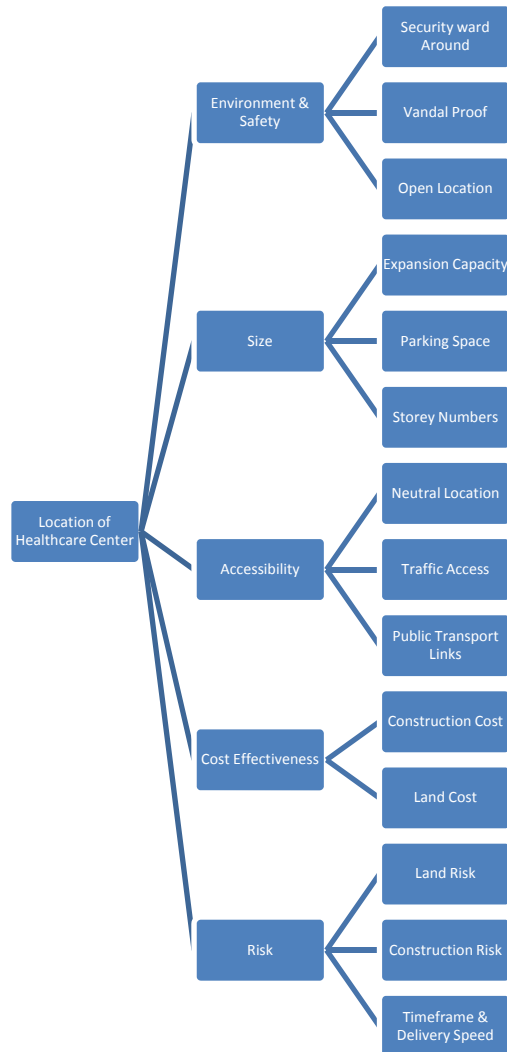 Security ward
Around
Environment &
Safety
Vandal Proof
Open Location
Expansion Capacity
Size
Parking Space
Storey Numbers
Neutral Location
Location of
Healthcare Center
Accessibility
Traffic Access
Public Transport
Links
Construction Cost
Cost Effectiveness
Land Cost
Land Risk
Risk
Construction Risk
Timeframe &
Delivery Speed